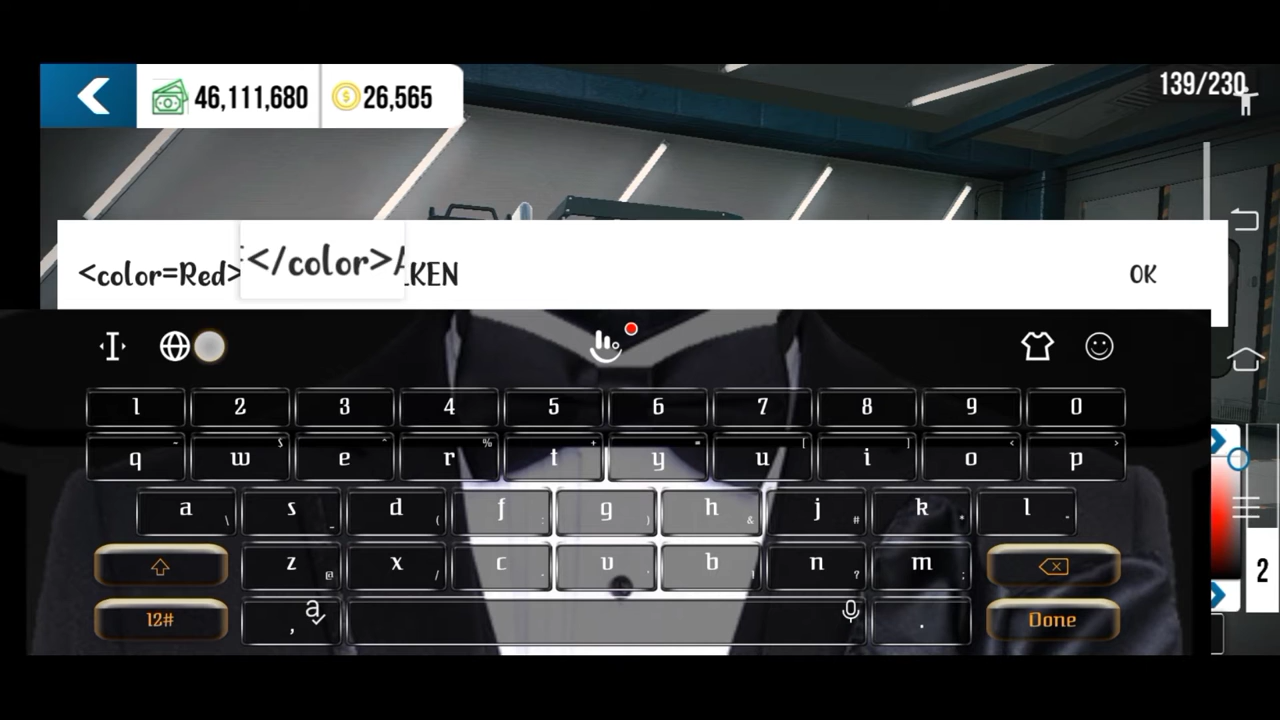 46,111,680 26,565 139/230
<color=Red> </color> LKEN OK
1 2 3 4 5 6 7 8 9 0
q w e r t y u i o p
a s d f g h j k l
z x c v b n m
12# , . Done
2